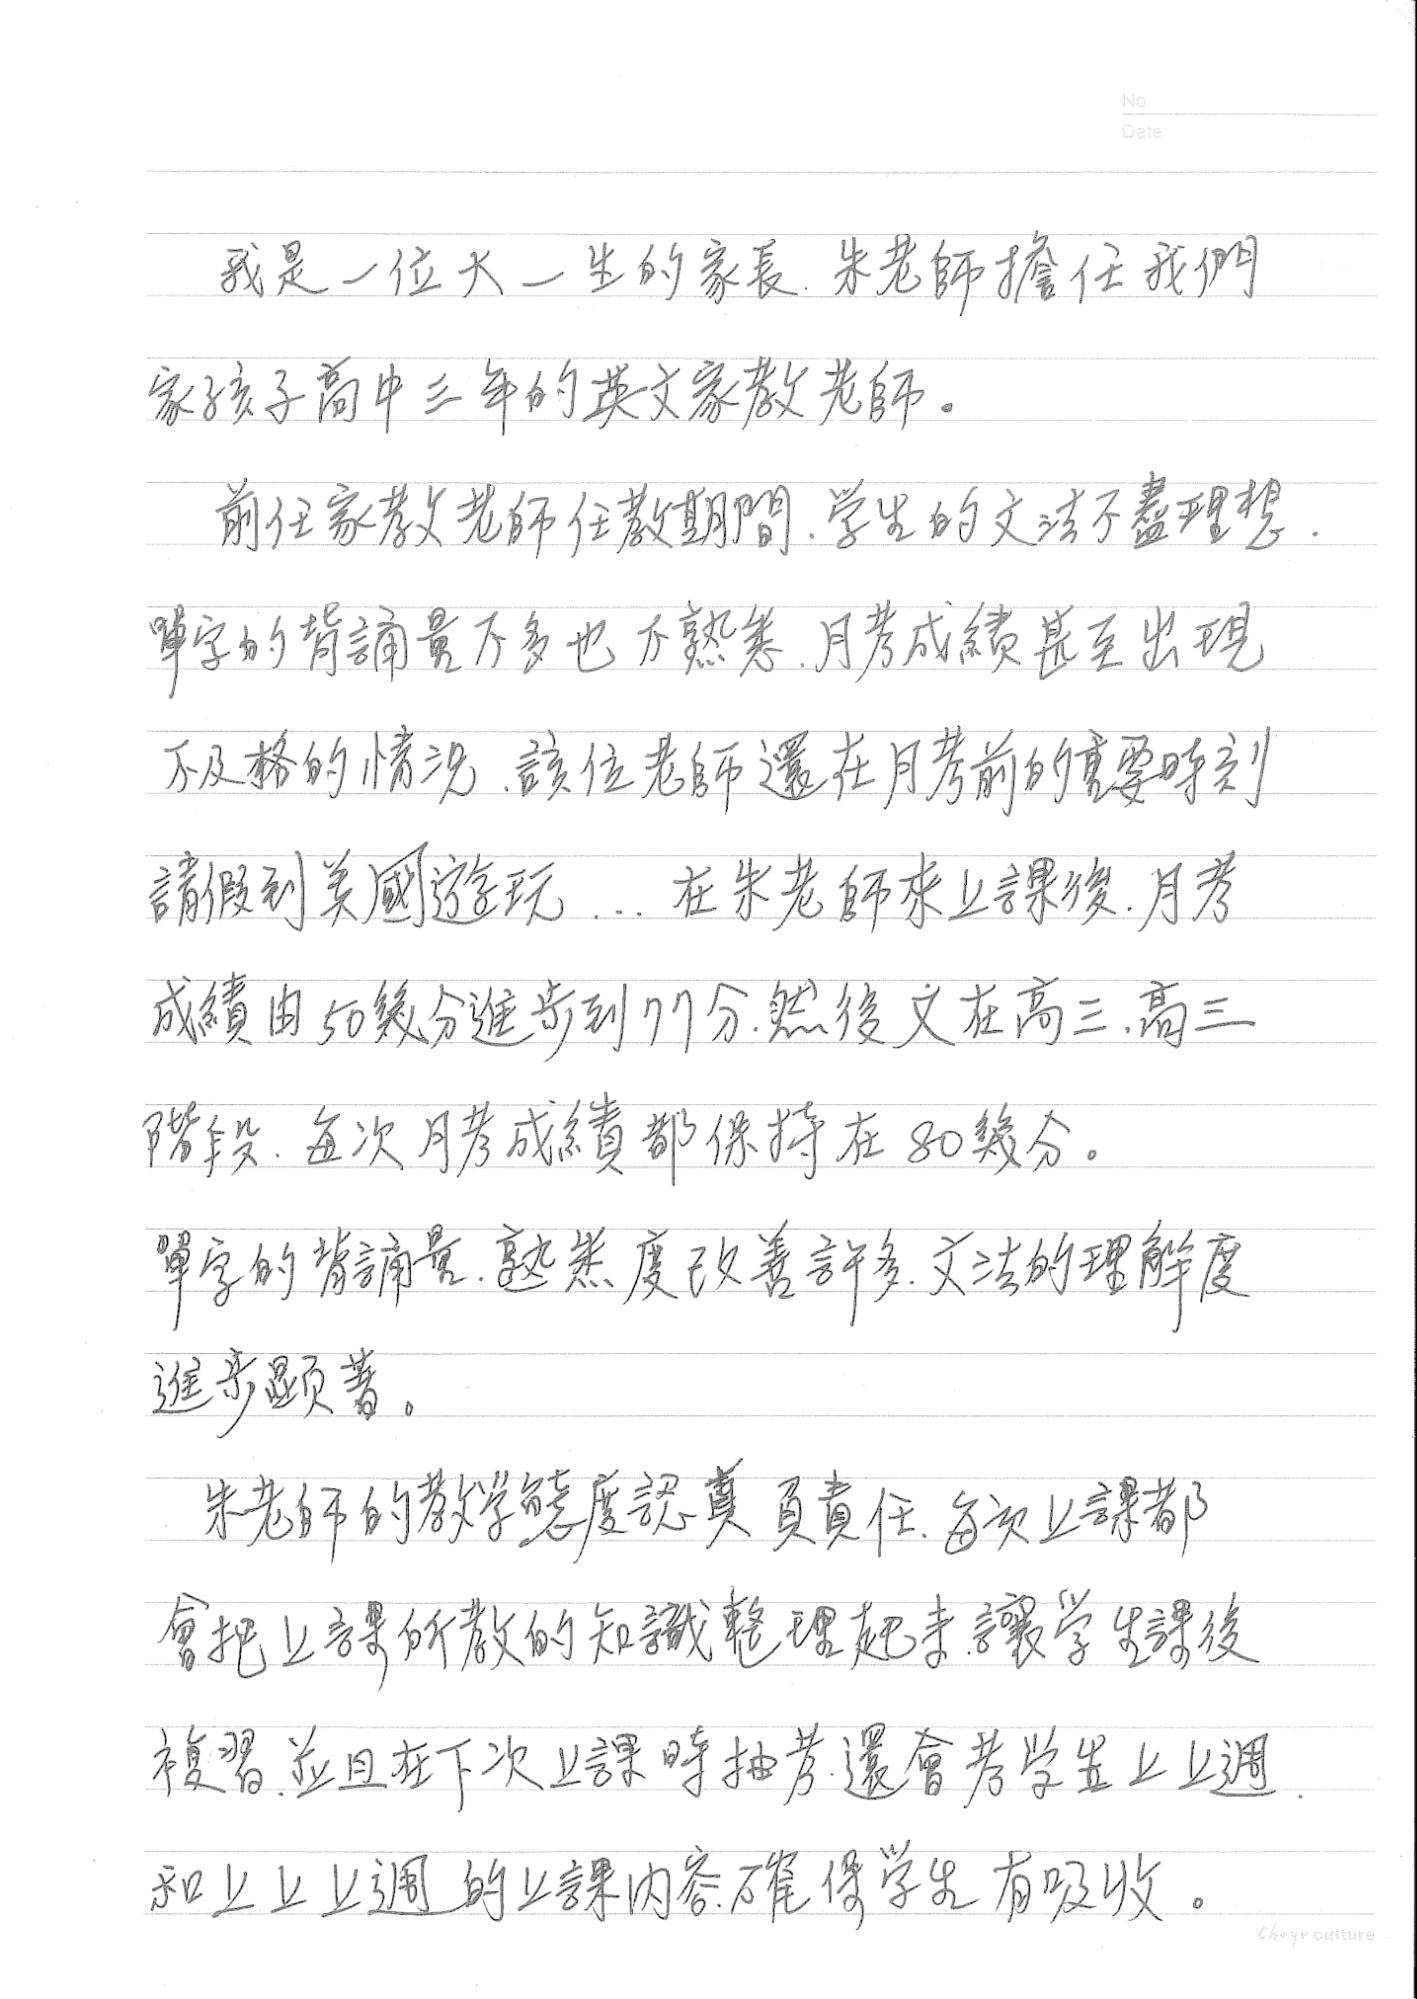 No.
Date
我是一位大一生的家長.朱老師擔任我們
家孩子高中三年的英文家教老師。
前任家教老師任教期間.学生的文法不盡理想.
單字的背誦量不多也不熟悉.月考成績甚至出現
不及格的情況.該位老師還在月考前的重要時刻
請假到美國遊玩...在朱老師來上課後.月考
成績由50幾分進步到77分.然後又在高二.高三
階段.每次月考成績都保持在80幾分。
單字的背誦量.熟悉度改善許多.文法的理解度
進步顯著。
朱老師的教学態度認真負責任.每次上課都
會把上課所教的知識整理起來.讓学生課後
複習.並且在下次上課時抽考.還會考学生上上週.
和上上上週的上課內容.確保学生有吸收。
Chuyu culture